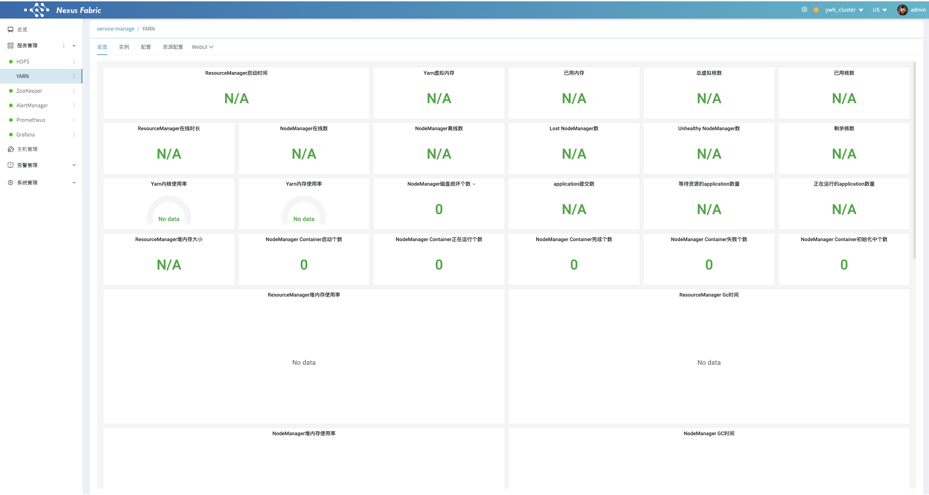 Nexus Fabric
ywh_cluster
US
admin
总览
服务管理
HDFS
YARN
ZooKeeper
AlertManager
Prometheus
Grafana
主机管理
告警管理
系统管理
service-manage / YARN
总览 实例 配置 资源配置 WebUI
ResourceManager启动时间 Yarn虚拟内存 已用内存 总虚拟核数 已用核数
N/A N/A N/A N/A N/A
ResourceManager在线时长 NodeManager在线数 NodeManager离线数 Lost NodeManager数 Unhealthy NodeManager数 剩余核数
N/A N/A N/A N/A N/A N/A
Yarn内核使用率 Yarn内存使用率 NodeManager磁盘损坏个数 application提交数 等待资源的application数量 正在运行的application数量
No data No data 0 N/A N/A N/A
ResourceManager堆内存大小 NodeManager Container启动个数 NodeManager Container正在运行个数 NodeManager Container完成个数 NodeManager Container失败个数 NodeManager Container初始化中个数
N/A 0 0 0 0 0
ResourceManager堆内存使用率 ResourceManager Gc时间
No data No data
NodeManager堆内存使用率 NodeManager GC时间